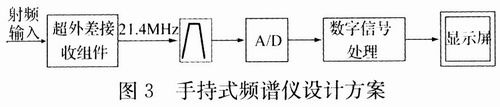 射频
输入
超外差接
收组件
21.4MHz
A/D
数字信号
处理
显示屏
图 3 手持式频谱仪设计方案